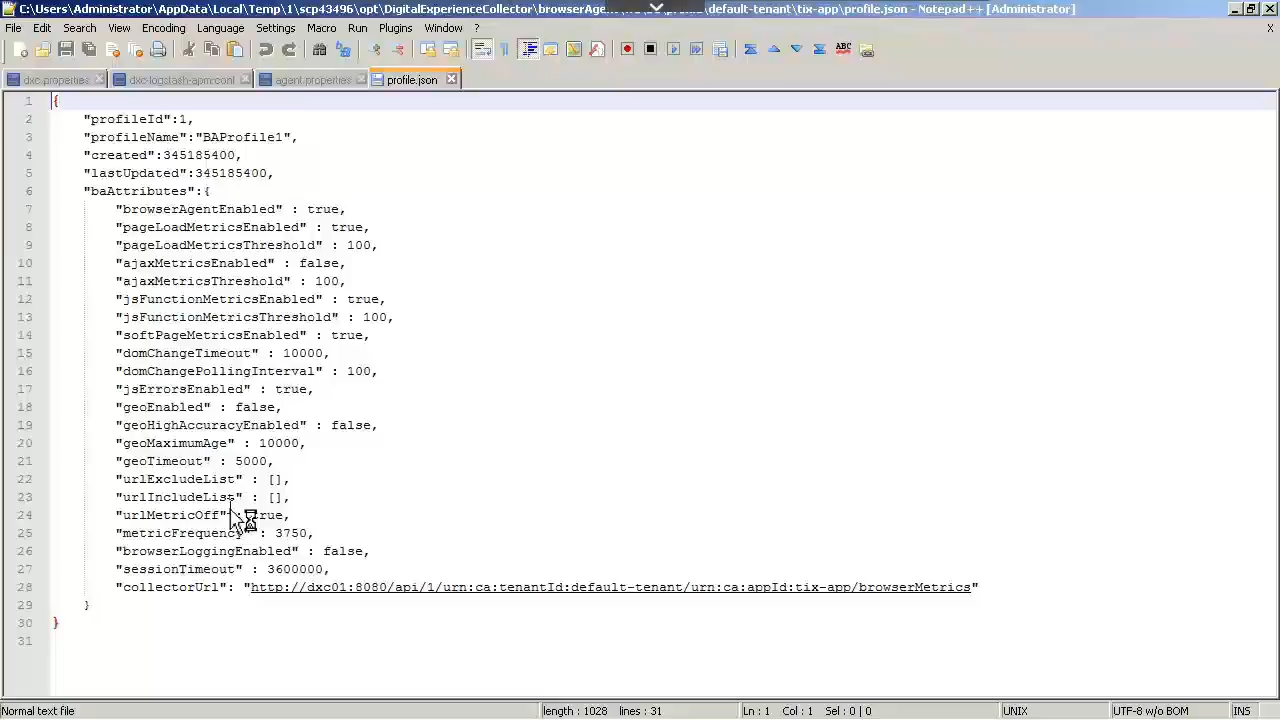 C:\Users\Administrator\AppData\Local\Temp\1\scp43496\opt\DigitalExperienceCollector\browserAgent\ default-tenant\tix-app\profile.json - Notepad++ [Administrator]
File Edit Search View Encoding Language Settings Macro Run Plugins Window ? X
dxc.properties dxc-logstash-apm.conf agent.properties profile.json
1 {
2 "profileId":1,
3 "profileName":"BAProfile1",
4 "created":345185400,
5 "lastUpdated":345185400,
6 "baAttributes":{
7 "browserAgentEnabled" : true,
8 "pageLoadMetricsEnabled" : true,
9 "pageLoadMetricsThreshold" : 100,
10 "ajaxMetricsEnabled" : false,
11 "ajaxMetricsThreshold" : 100,
12 "jsFunctionMetricsEnabled" : true,
13 "jsFunctionMetricsThreshold" : 100,
14 "softPageMetricsEnabled" : true,
15 "domChangeTimeout" : 10000,
16 "domChangePollingInterval" : 100,
17 "jsErrorsEnabled" : true,
18 "geoEnabled" : false,
19 "geoHighAccuracyEnabled" : false,
20 "geoMaximumAge" : 10000,
21 "geoTimeout" : 5000,
22 "urlExcludeList" : [],
23 "urlIncludeList" : [],
24 "urlMetricOff" : true,
25 "metricFrequency" : 3750,
26 "browserLoggingEnabled" : false,
27 "sessionTimeout" : 3600000,
28 "collectorUrl": "http://dxc01:8080/api/1/urn:ca:tenantId:default-tenant/urn:ca:appId:tix-app/browserMetrics"
29 }
30 }
31
Normal text file length : 1028 lines : 31 Ln : 1 Col : 1 Sel : 0 | 0 UNIX UTF-8 w/o BOM INS